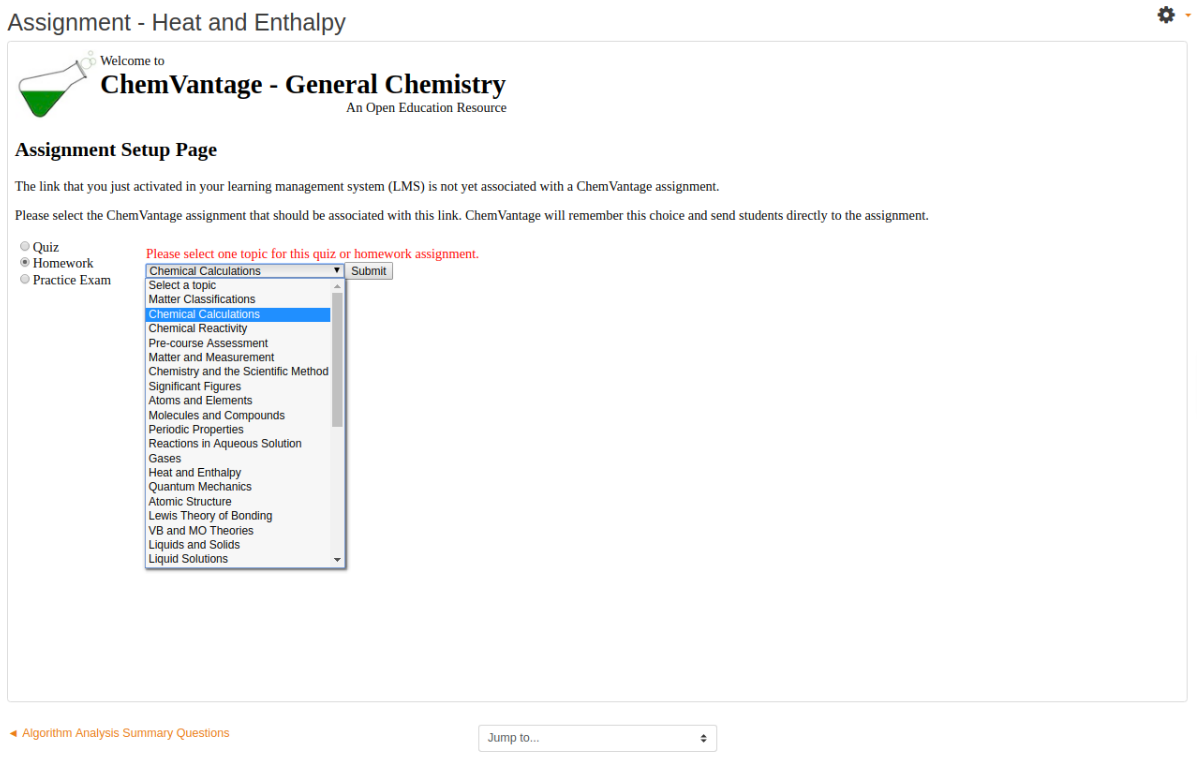 Assignment - Heat and Enthalpy
Welcome to
ChemVantage - General Chemistry
An Open Education Resource
Assignment Setup Page
The link that you just activated in your learning management system (LMS) is not yet associated with a ChemVantage assignment.
Please select the ChemVantage assignment that should be associated with this link. ChemVantage will remember this choice and send students directly to the assignment.
Quiz
Homework
Practice Exam
Please select one topic for this quiz or homework assignment.
Chemical Calculations Submit
Select a topic
Matter Classifications
Chemical Calculations
Chemical Reactivity
Pre-course Assessment
Matter and Measurement
Chemistry and the Scientific Method
Significant Figures
Atoms and Elements
Molecules and Compounds
Periodic Properties
Reactions in Aqueous Solution
Gases
Heat and Enthalpy
Quantum Mechanics
Atomic Structure
Lewis Theory of Bonding
VB and MO Theories
Liquids and Solids
Liquid Solutions
◄ Algorithm Analysis Summary Questions
Jump to...